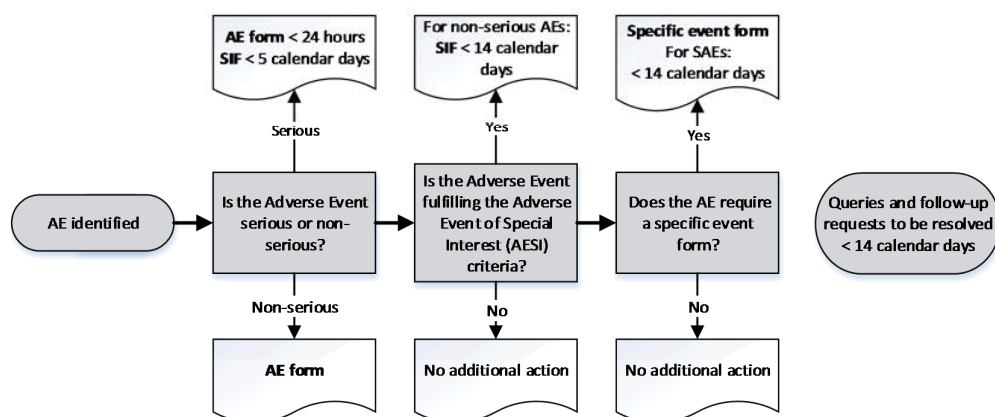 AE form < 24 hours
SIF < 5 calendar days
For non-serious AEs:
SIF < 14 calendar
days
Specific event form
For SAEs:
< 14 calendar days
Serious
Yes
Yes
AE identified
Is the Adverse Event
serious or non-
serious?
Is the Adverse Event
fulfilling the Adverse
Event of Special
Interest (AESI)
criteria?
Does the AE require
a specific event
form?
Queries and follow-up
requests to be resolved
< 14 calendar days
Non-serious
No
No
AE form
No additional action
No additional action